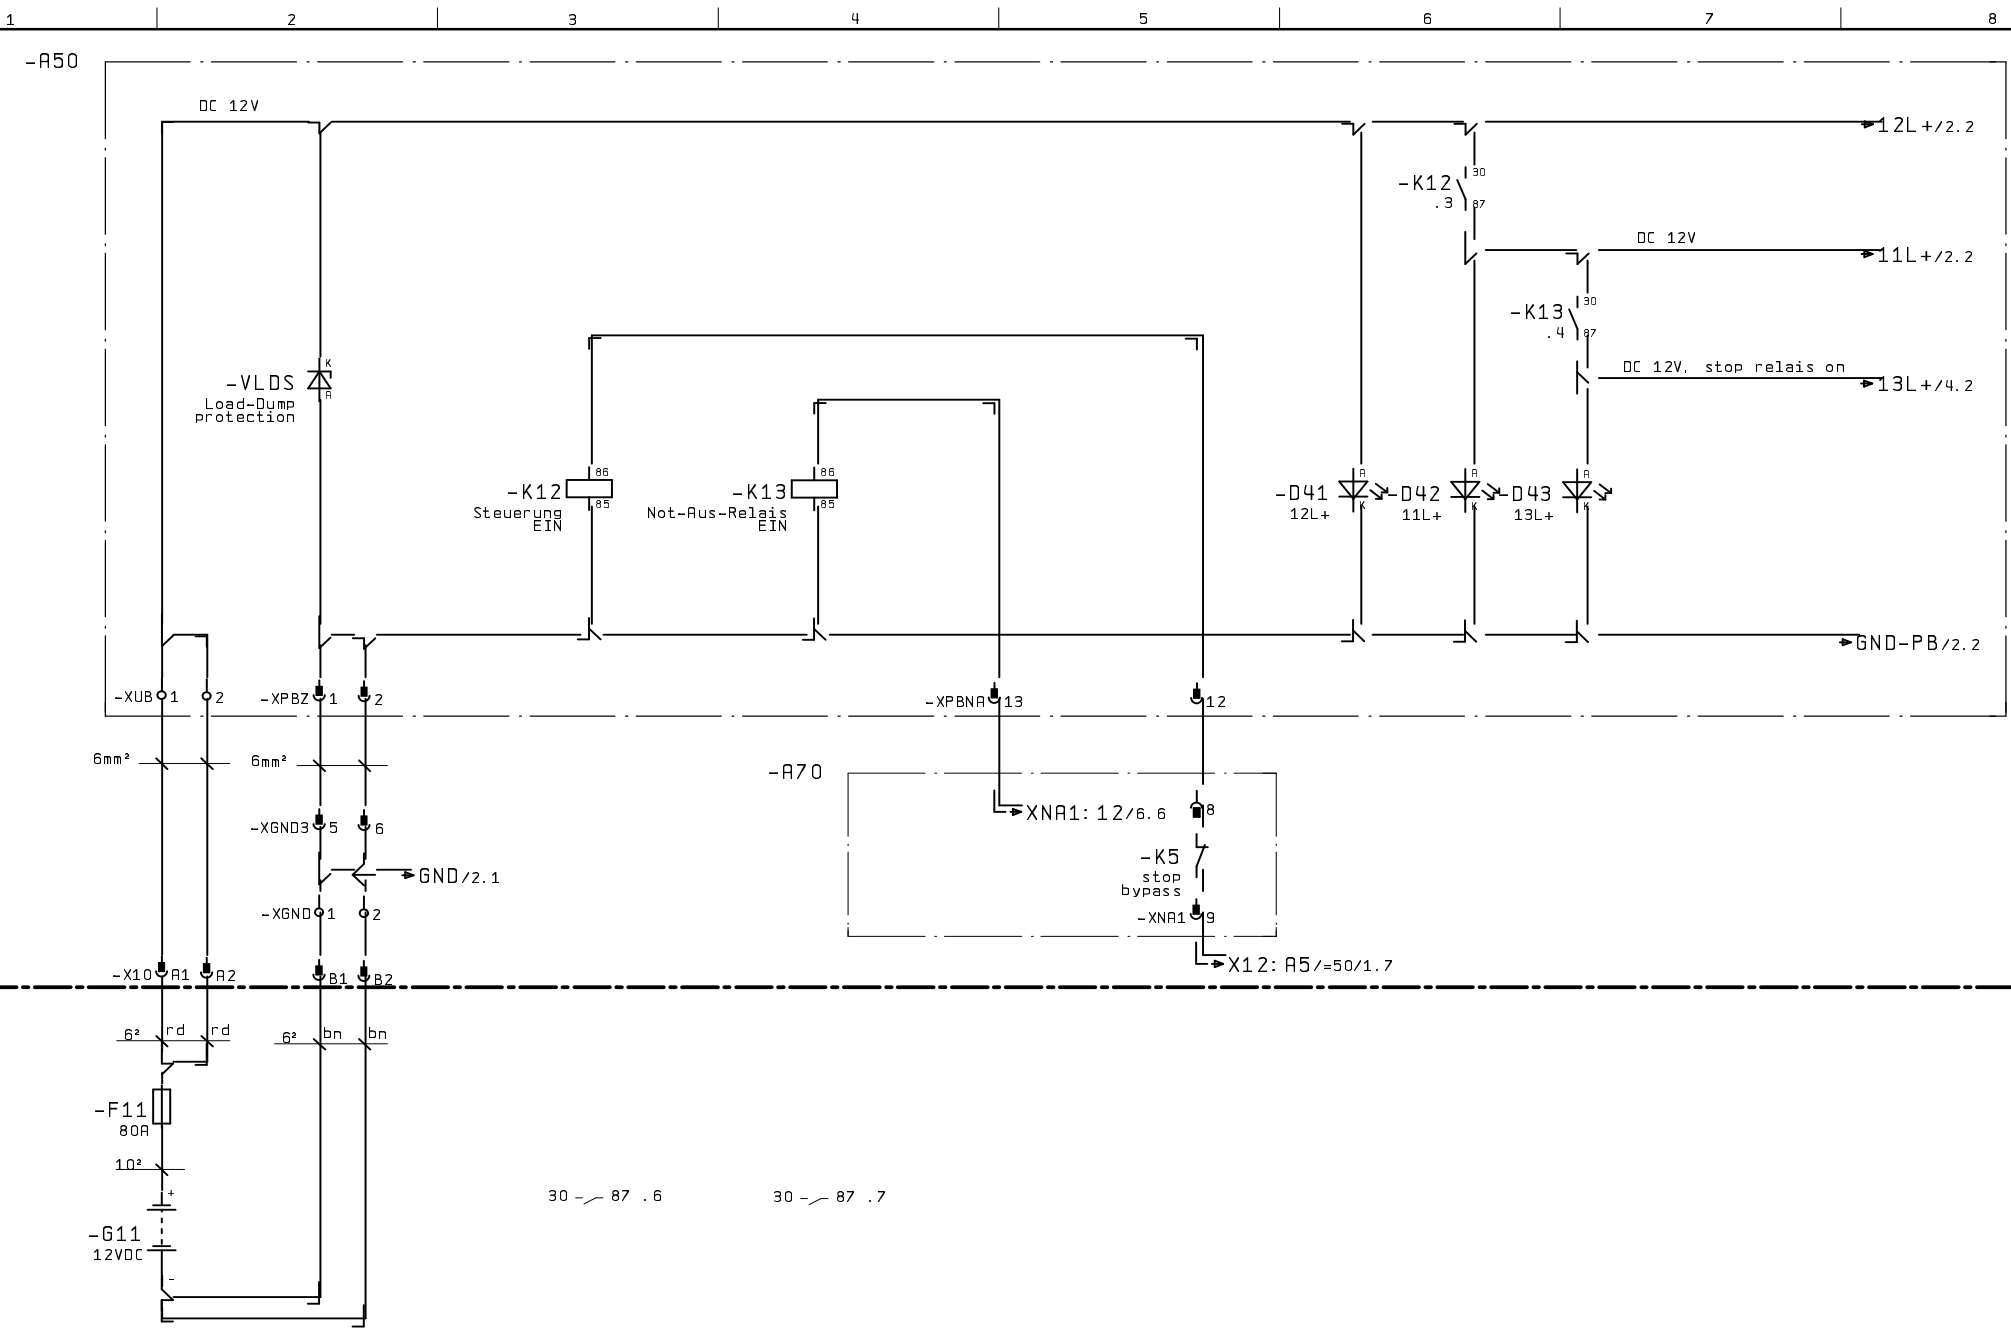 1 2 3 4 5 6 7 8
-A50
DC 12V
12L+/2.2
30
-K12
.3
87
DC 12V
11L+/2.2
30
-K13
.4
87
DC 12V, stop relais on
13L+/4.2
K
-VLDS
A
Load-Dump
protection
86
-K12
85
Steuerung
EIN
86
-K13
85
Not-Aus-Relais
EIN
A
-D41
K
12L+
A
-D42
K
11L+
A
-D43
K
13L+
GND-PB/2.2
-XUB 1 2
-XPBZ 1 2
-XPBNA 13 12
6mm²
6mm²
-A70
XNA1:12/6.6
8
-XGND3 5 6
-K5
stop
bypass
GND/2.1
-XGND 1 2
-XNA1 9
-X10 A1 A2 B1 B2
X12:A5/=50/1.7
6² rd rd
6² bn bn
-F11
80A
10²
+
-G11
12VDC
-
30 87 .6
30 87 .7